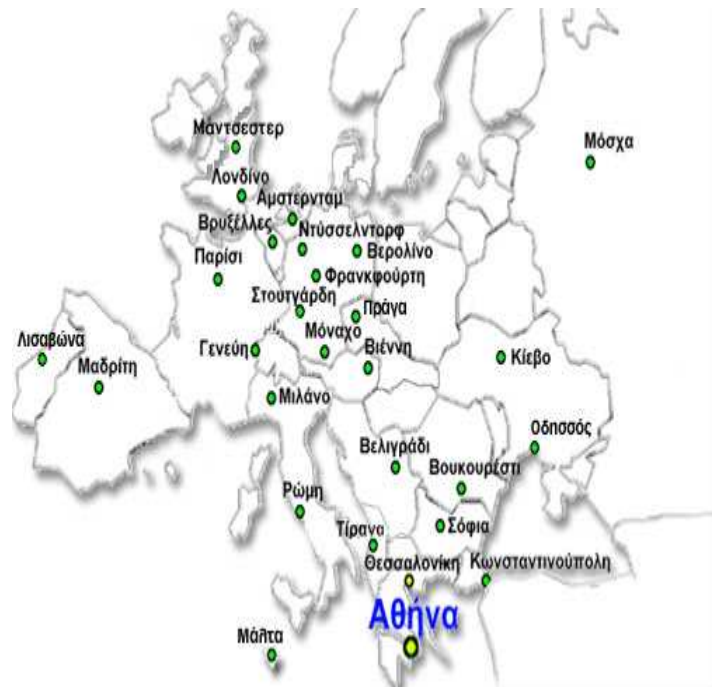 Μάντσεστερ
Μόσχα
Λονδίνο
Αμστερνταμ
Βρυξέλλες
Ντύσσελντορφ
Βερολίνο
Παρίσι
Φρανκφούρτη
Στουτγάρδη
Πράγα
Λισαβώνα
Γενεύη
Μόναχο
Βιέννη
Κίεβο
Μαδρίτη
Μιλάνο
Οδησσός
Βελιγράδι
Βουκουρέστι
Ρώμη
Τίρανα
Σόφια
Θεσσαλονίκη
Κωνσταντινούπολη
Αθήνα
Μάλτα